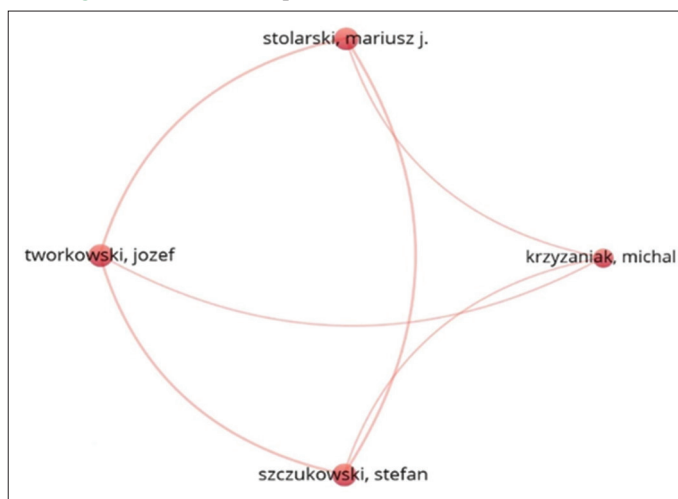 stolarski, mariusz j.
tworkowski, jozef
krzyzaniak, michal
szczukowski, stefan